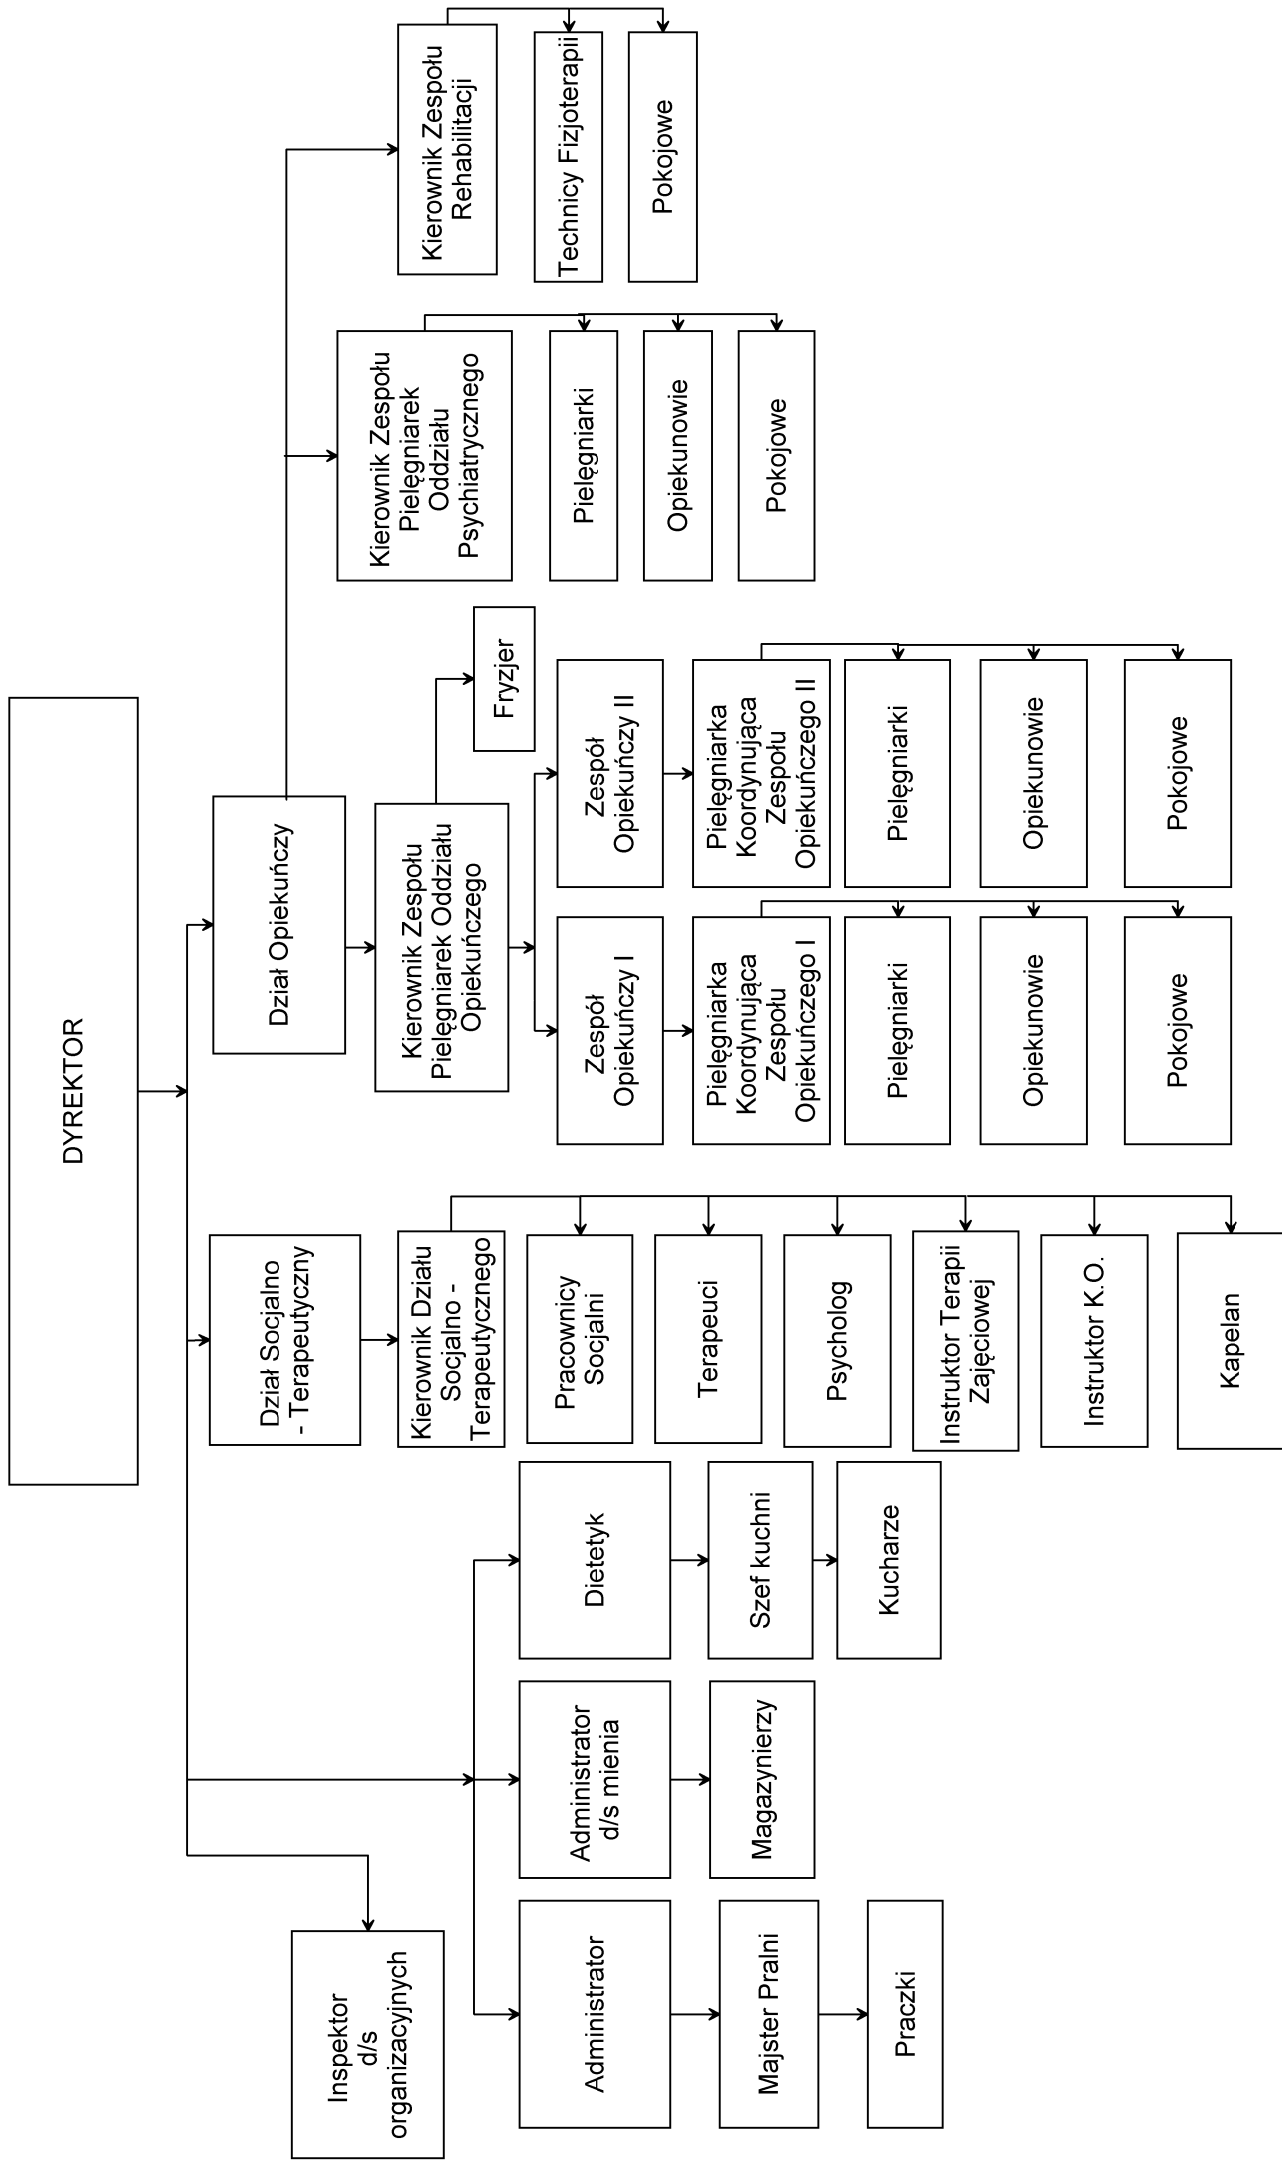 DYREKTOR
Inspektor
d/s
organizacyjnych
Administrator
Majster Pralni
Praczki
Administrator
d/s mienia
Magazynierzy
Dietetyk
Szef kuchni
Kucharze
Dział Socjalno
- Terapeutyczny
Kierownik Działu
Socjalno -
Terapeutycznego
Pracownicy
Socjalni
Terapeuci
Psycholog
Instruktor Terapii
Zajęciowej
Instruktor K.O.
Kapelan
Dział Opiekuńczy
Kierownik Zespołu
Pielęgniarek Oddziału
Opiekuńczego
Fryzjer
Zespół
Opiekuńczy I
Pielęgniarka
Koordynująca
Zespołu
Opiekuńczego I
Pielęgniarki
Opiekunowie
Pokojowe
Zespół
Opiekuńczy II
Pielęgniarka
Koordynująca
Zespołu
Opiekuńczego II
Pielęgniarki
Opiekunowie
Pokojowe
Kierownik Zespołu
Pielęgniarek
Oddziału
Psychiatrycznego
Pielęgniarki
Opiekunowie
Pokojowe
Kierownik Zespołu
Rehabilitacji
Technicy Fizjoterapii
Pokojowe